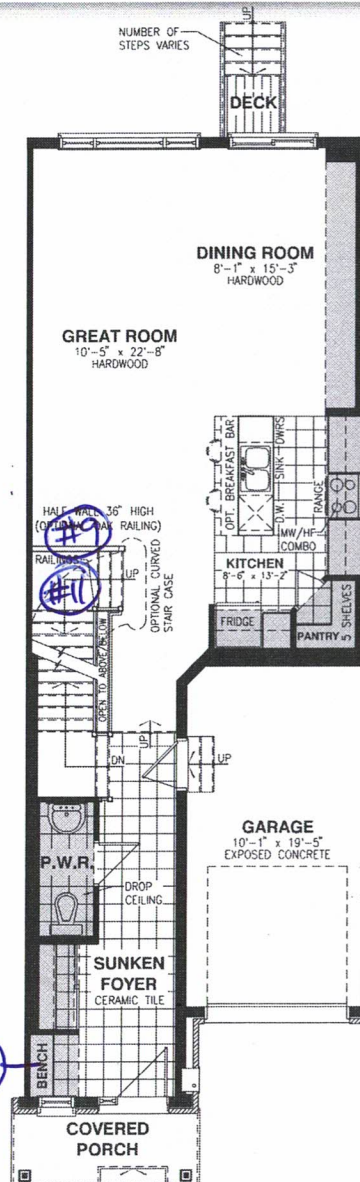 UP
NUMBER OF
STEPS VARIES
DECK
DINING ROOM
8'-1" x 15'-3"
HARDWOOD
GREAT ROOM
10'-5" x 22'-8"
HARDWOOD
OPT. BREAKFAST BAR
D.W. SINK DWRS
RANGE
MW/HF
COMBO
HALF WALL 36" HIGH
(OPTIONAL OAK RAILING)
#9
RAILING
#11
UP
OPTIONAL CURVED
STAIR CASE
KITCHEN
8'-6" x 13'-2"
FRIDGE
PANTRY
5 SHELVES
OPEN TO ABOVE/BELOW
UP
DN
UP
GARAGE
10'-1" x 19'-5"
EXPOSED CONCRETE
P.W.R.
DROP
CEILING
SUNKEN
FOYER
CERAMIC TILE
BENCH
COVERED
PORCH